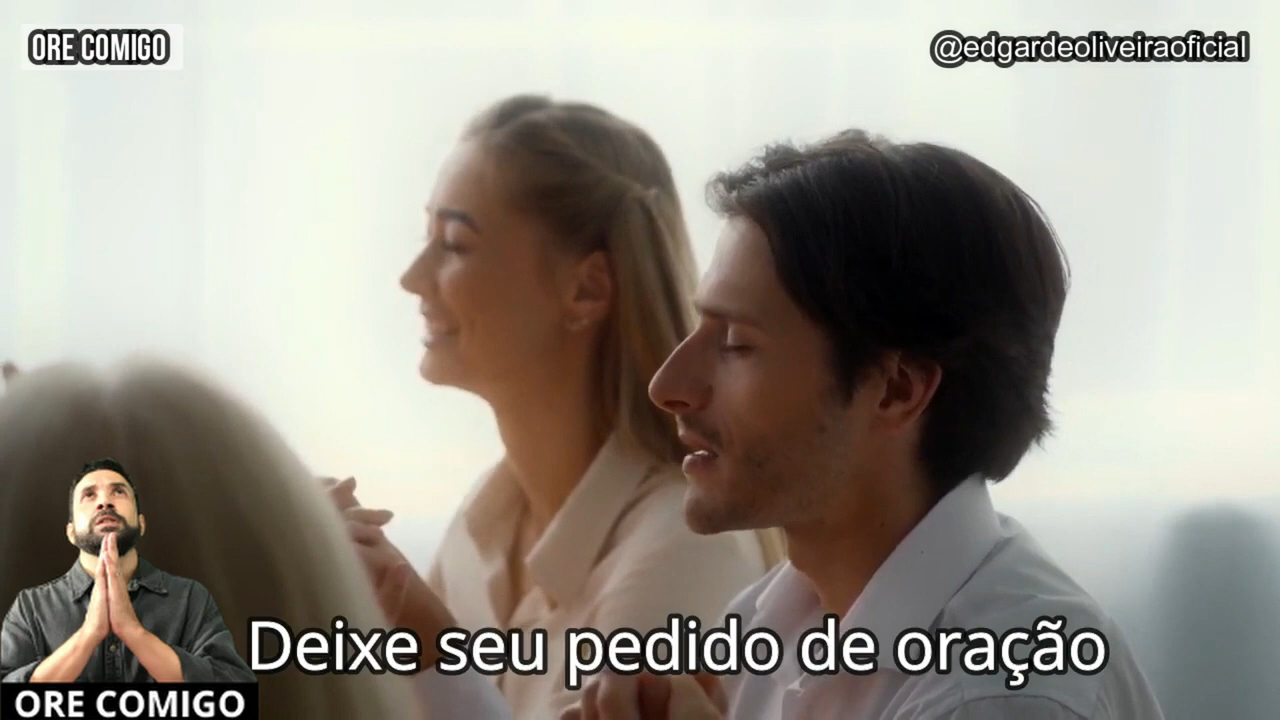 ORE COMIGO
@edgardeoliveiraoficial
Deixe seu pedido de oração
ORE COMIGO